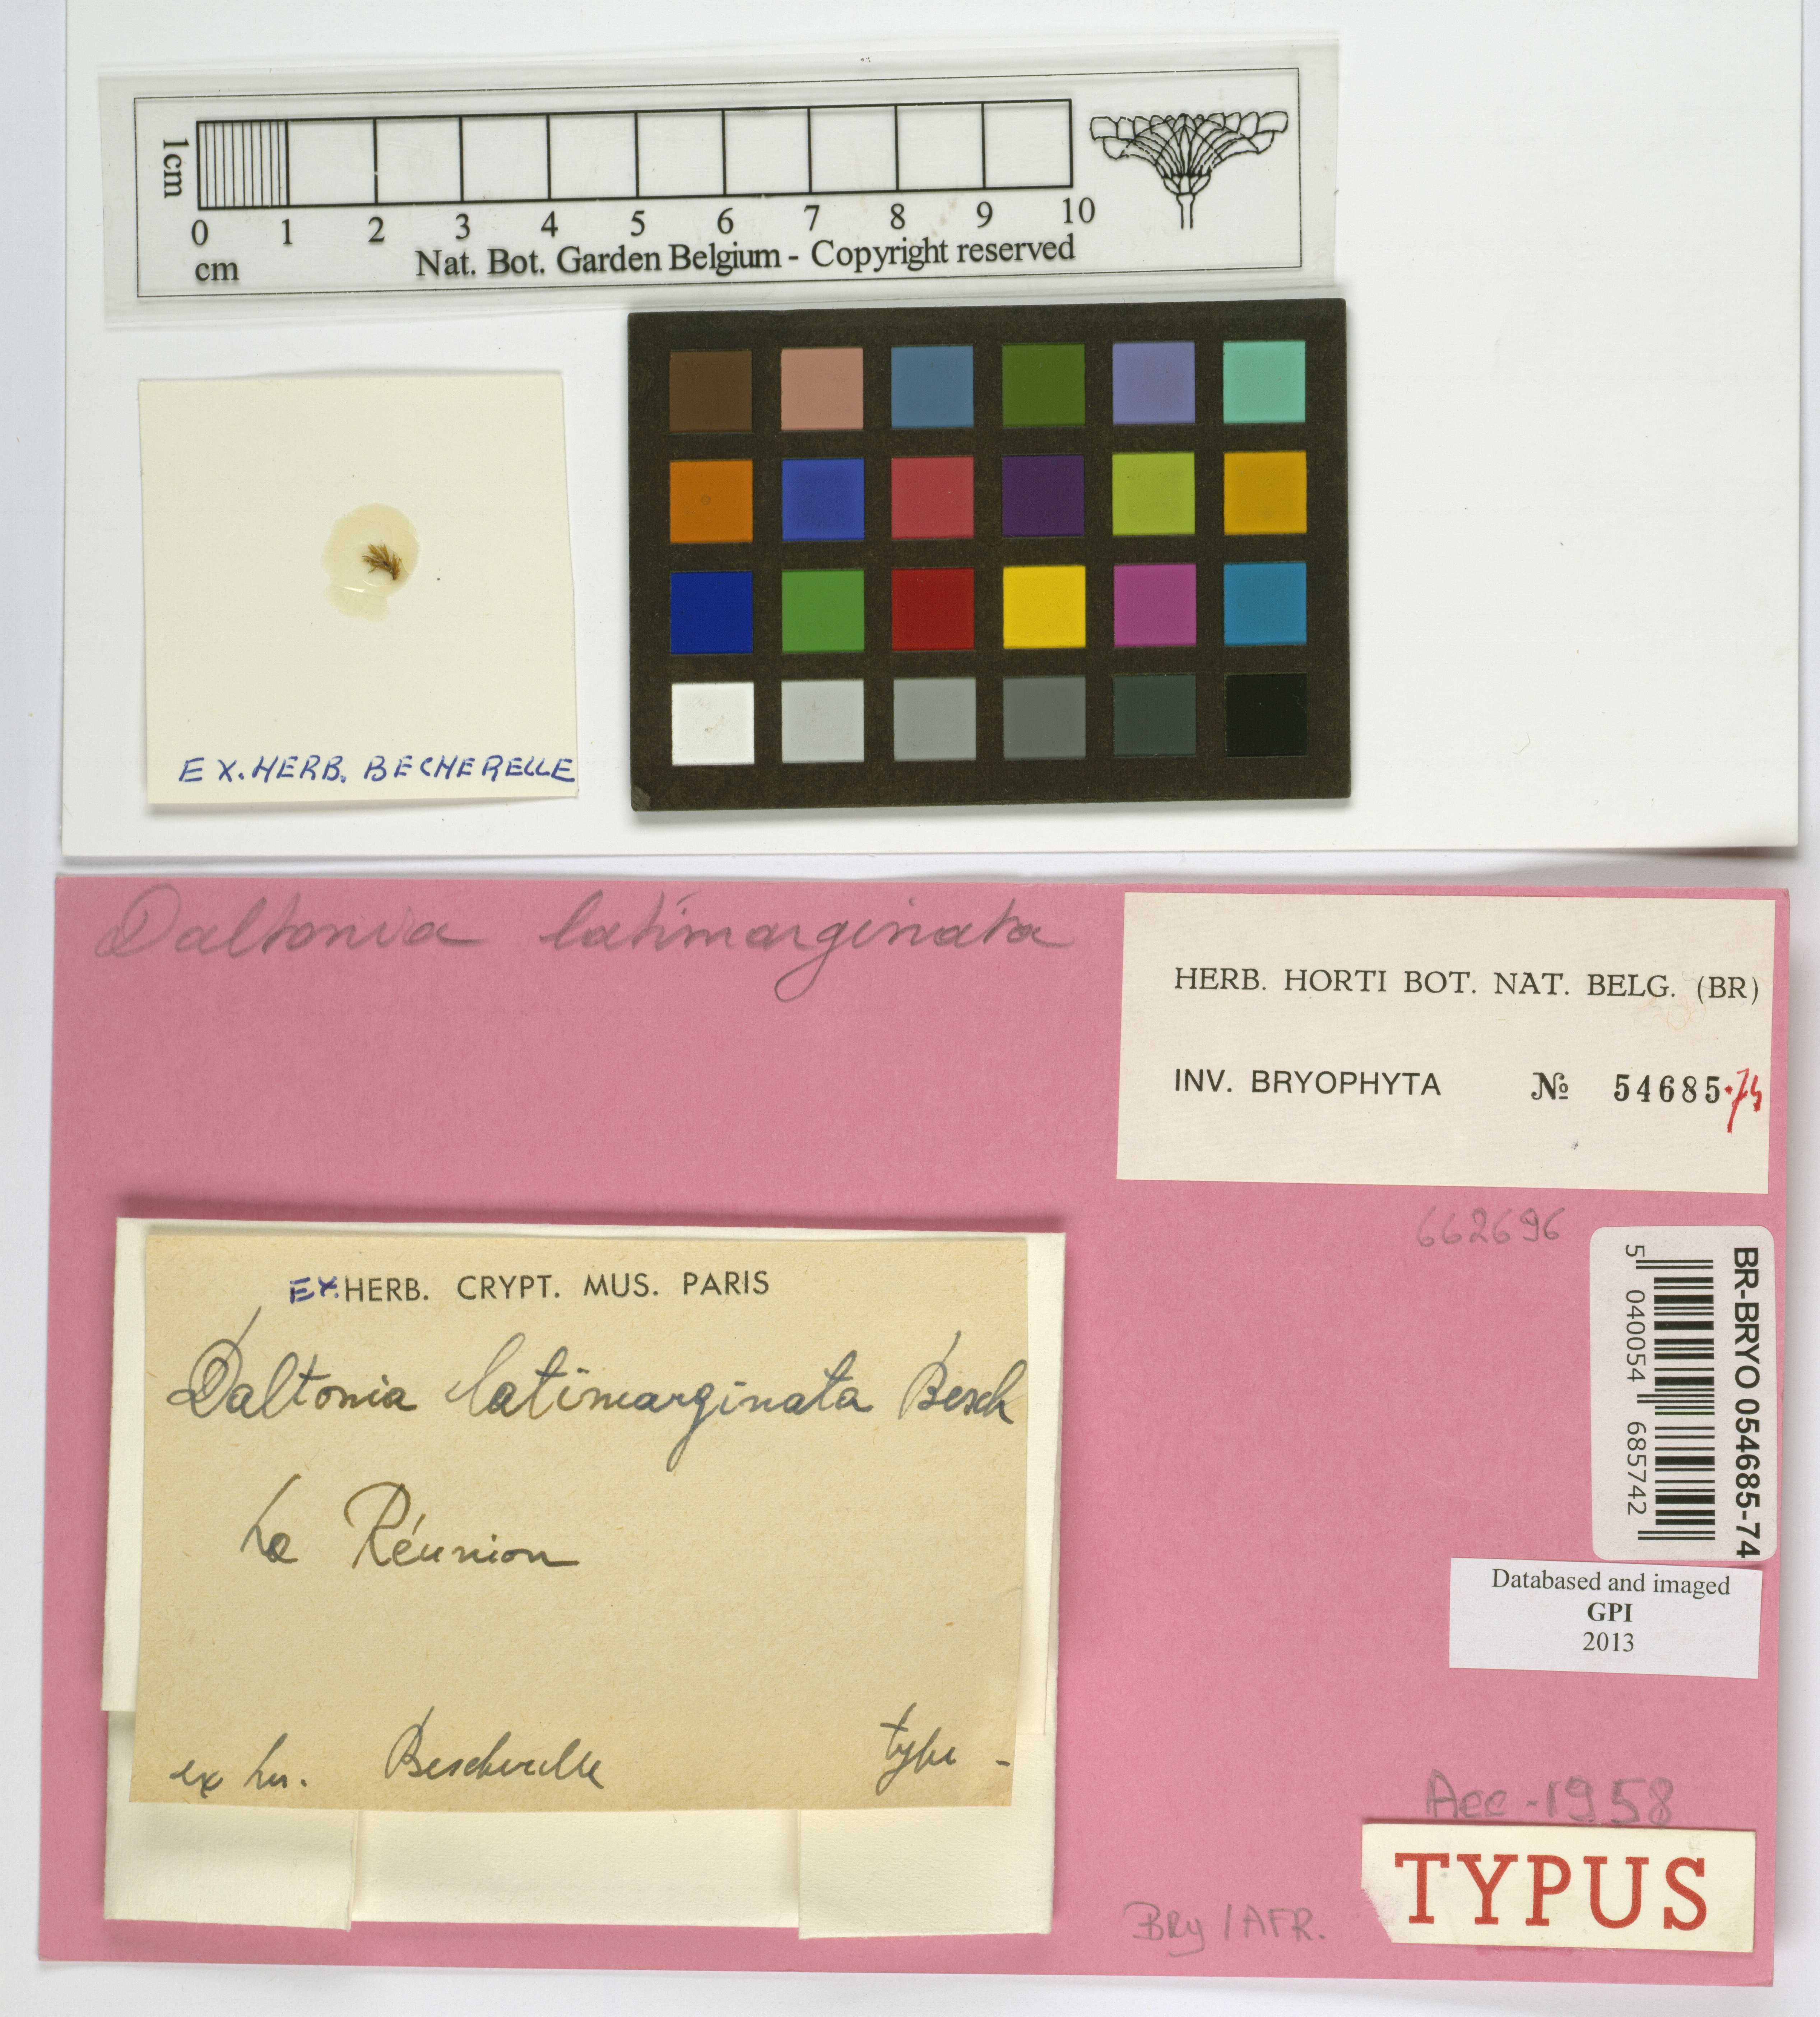 1cm
0 1 2 3 4 5 6 7 8 9 10
cm
Nat. Bot. Garden Belgium - Copyright reserved
EX. HERB. BECHERELLE
Daltonia latimarginata
HERB. HORTI BOT. NAT. BELG. (BR)
INV. BRYOPHYTA № 54685.74
662696
BR-BRYO 054685-74
5 040054 685742
Databased and imaged
GPI
2013
EX. HERB. CRYPT. MUS. PARIS
Daltonia latimarginata Besch
La Réunion
ex hr. Bescherelle type -
Acc - 1958
TYPUS
BRy / AFR.